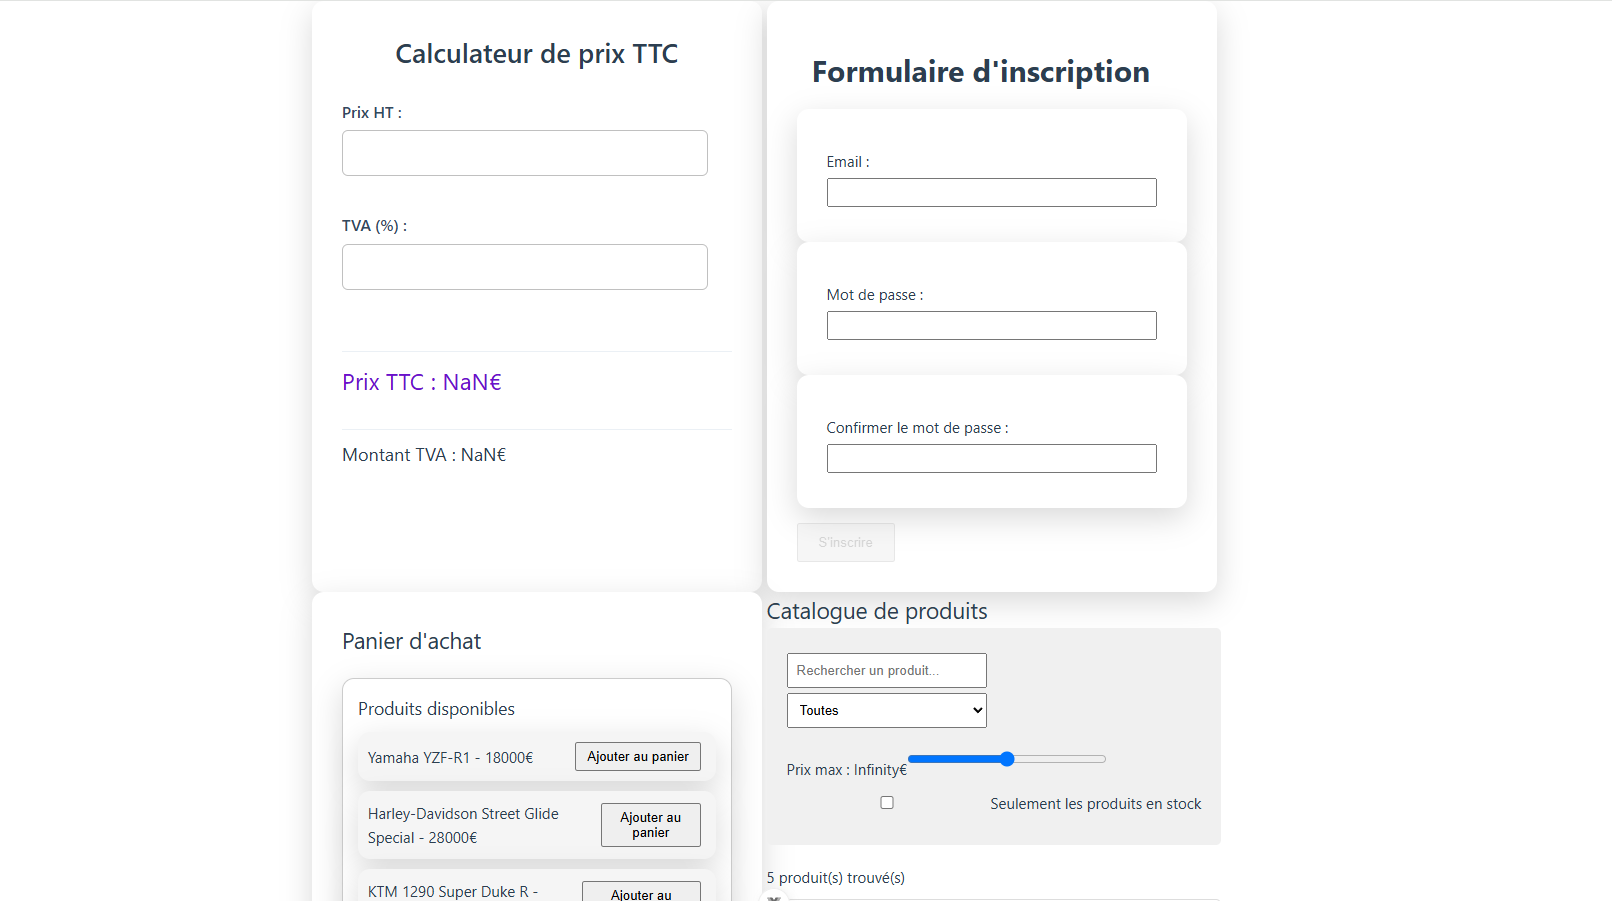 Calculateur de prix TTC
Prix HT :
TVA (%) :
Prix TTC : NaN€
Montant TVA : NaN€
Formulaire d'inscription
Email :
Mot de passe :
Confirmer le mot de passe :
S'inscrire
Panier d'achat
Produits disponibles
Yamaha YZF-R1 - 18000€
Ajouter au panier
Harley-Davidson Street Glide
Special - 28000€
Ajouter au
panier
KTM 1290 Super Duke R -
Ajouter au
Catalogue de produits
Rechercher un produit...
Toutes
Prix max : Infinity€
Seulement les produits en stock
5 produit(s) trouvé(s)